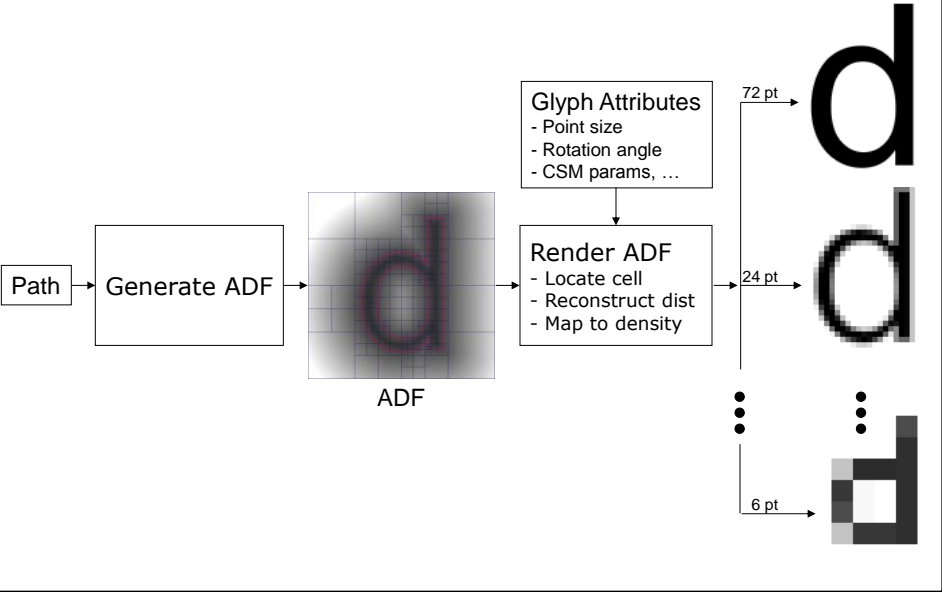 Path
Generate ADF
ADF
Glyph Attributes
- Point size
- Rotation angle
- CSM params, …
Render ADF
- Locate cell
- Reconstruct dist
- Map to density
72 pt
d
24 pt
d
6 pt
d